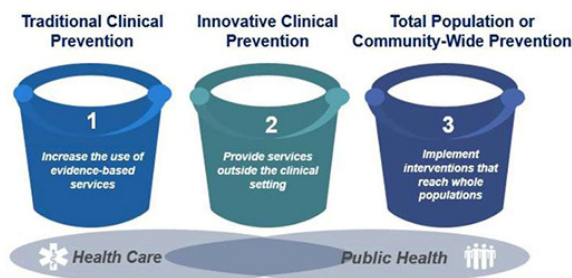 Traditional Clinical
Prevention
Innovative Clinical
Prevention
Total Population or
Community-Wide Prevention
1
Increase the use of
evidence-based
services
2
Provide services
outside the clinical
setting
3
Implement
interventions that
reach whole
populations
Health Care
Public Health